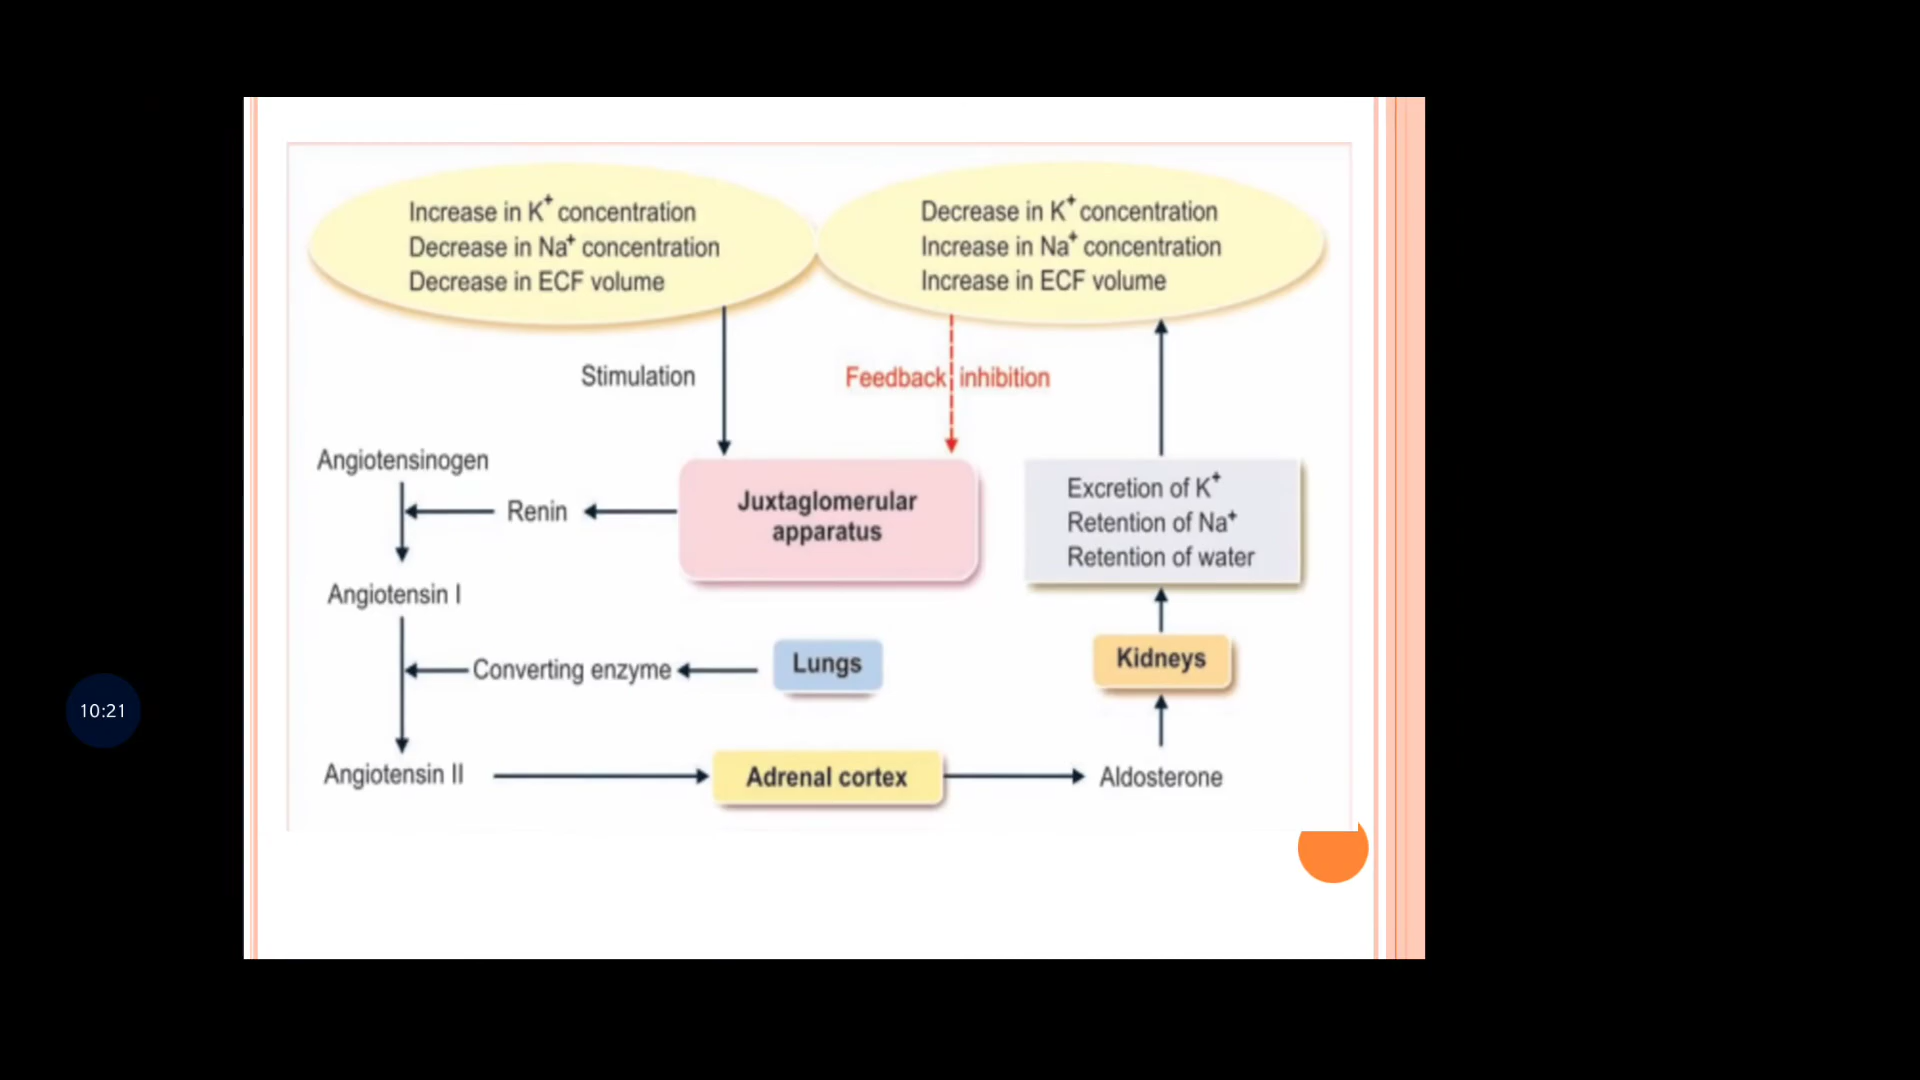 Increase in K+ concentration
Decrease in Na+ concentration
Decrease in ECF volume
Decrease in K+ concentration
Increase in Na+ concentration
Increase in ECF volume
Stimulation
Feedback inhibition
Angiotensinogen
Renin
Juxtaglomerular
apparatus
Excretion of K+
Retention of Na+
Retention of water
Angiotensin I
Converting enzyme
Lungs
Kidneys
10:21
Angiotensin II
Adrenal cortex
Aldosterone